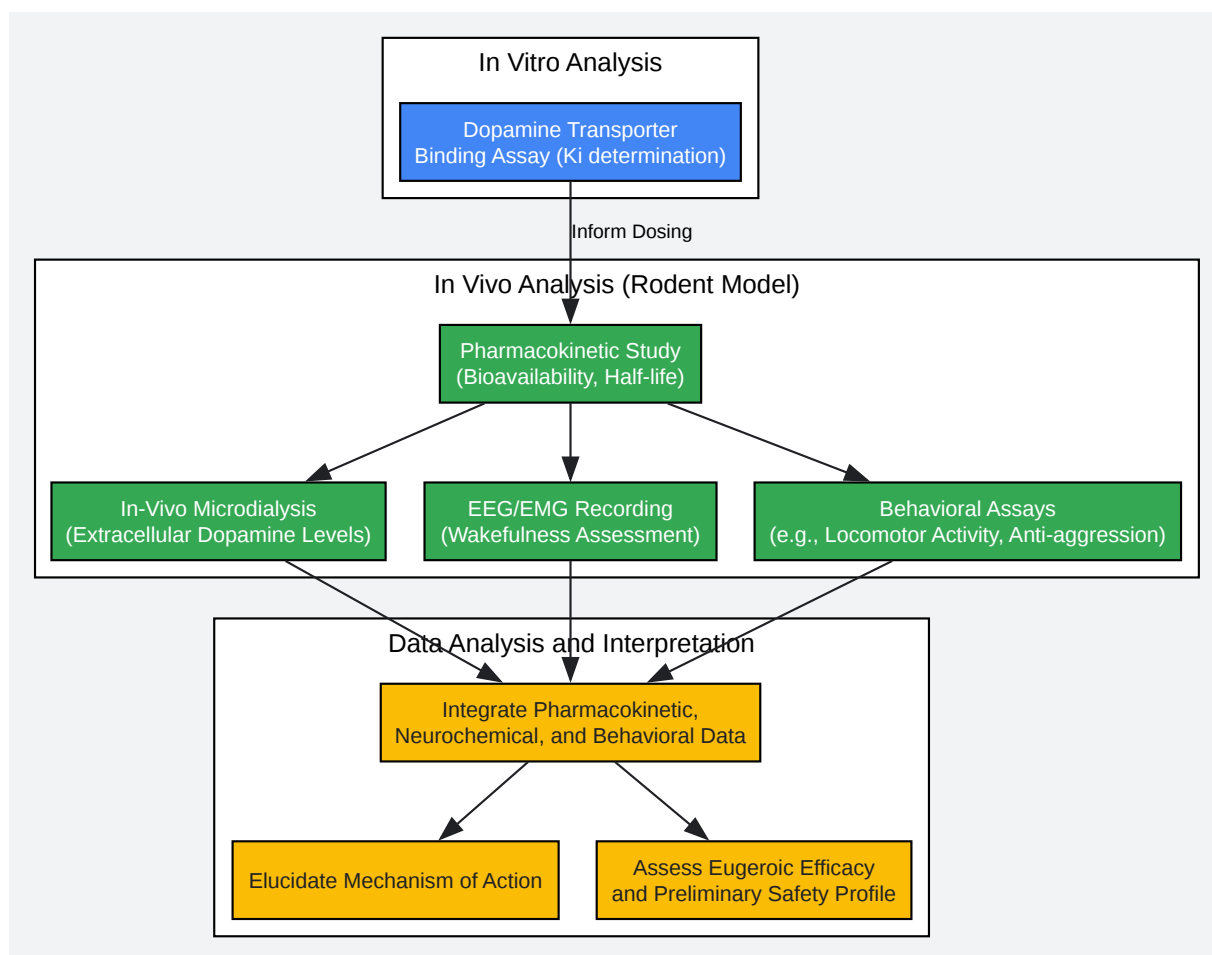 In Vitro Analysis
Dopamine Transporter
Binding Assay (Ki determination)
Inform Dosing
In Vivo Analysis (Rodent Model)
Pharmacokinetic Study
(Bioavailability, Half-life)
In-Vivo Microdialysis
(Extracellular Dopamine Levels)
EEG/EMG Recording
(Wakefulness Assessment)
Behavioral Assays
(e.g., Locomotor Activity, Anti-aggression)
Data Analysis and Interpretation
Integrate Pharmacokinetic,
Neurochemical, and Behavioral Data
Elucidate Mechanism of Action
Assess Eugeroic Efficacy
and Preliminary Safety Profile